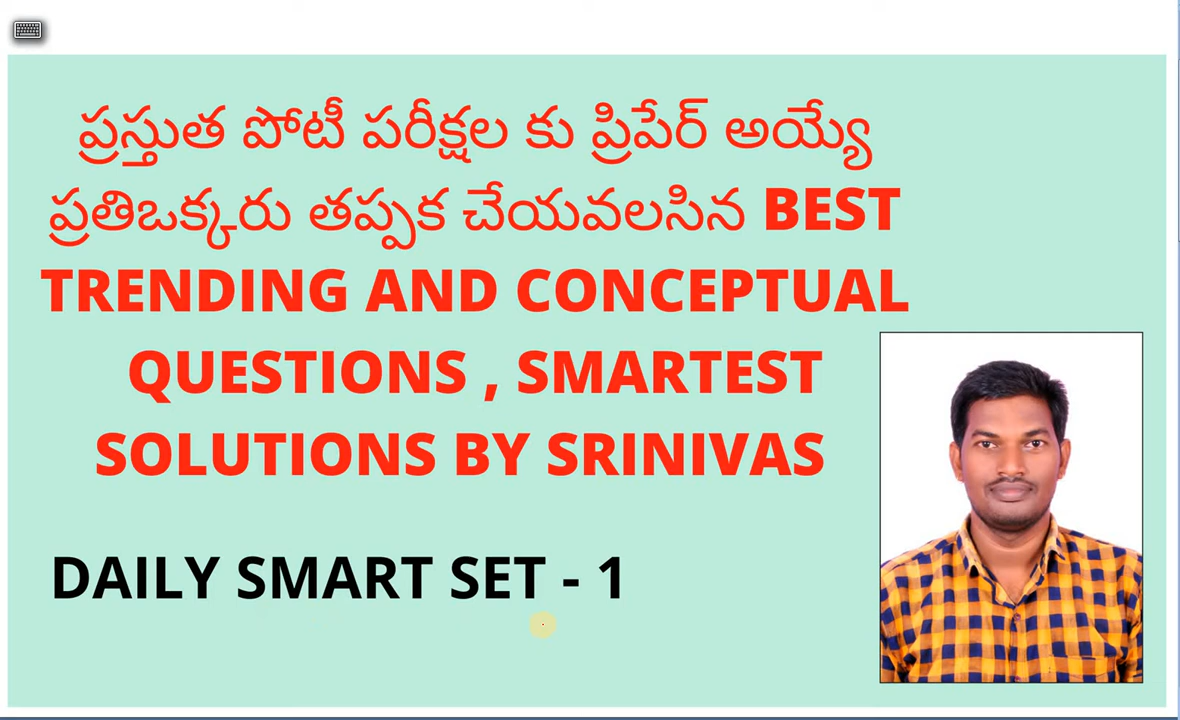 ప్రస్తుత పోటీ పరీక్షల కు ప్రిపేర్ అయ్యే
ప్రతిఒక్కరు తప్పక చేయవలసిన BEST
TRENDING AND CONCEPTUAL
QUESTIONS , SMARTEST
SOLUTIONS BY SRINIVAS
DAILY SMART SET - 1